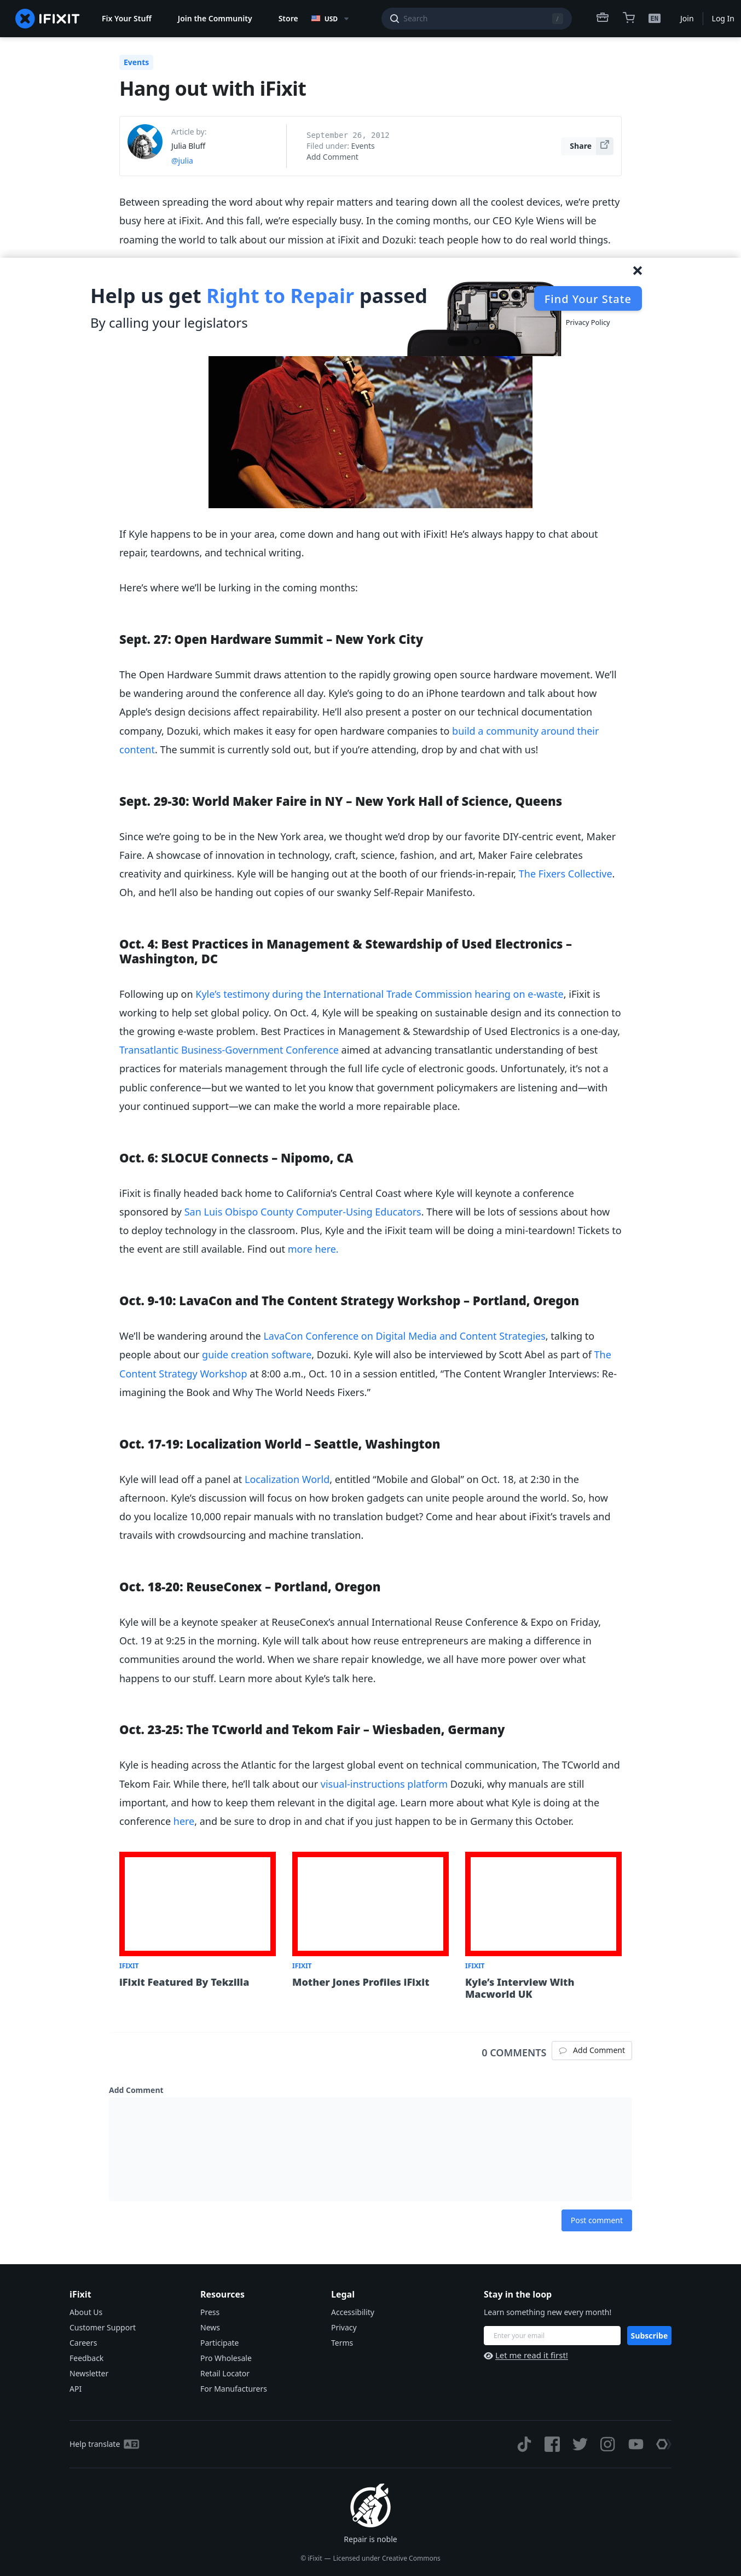 IFIXIT
Fix Your Stuff
Join the Community
Store
USD
Search
/
EN
Join
Log In
Events
Hang out with iFixit
Article by:
Julia Bluff
@julia
September 26, 2012
Filed under: Events
Add Comment
Share
Between spreading the word about why repair matters and tearing down all the coolest devices, we’re pretty
busy here at iFixit. And this fall, we’re especially busy. In the coming months, our CEO Kyle Wiens will be
roaming the world to talk about our mission at iFixit and Dozuki: teach people how to do real world things.
Help us get Right to Repair passed
By calling your legislators
Find Your State
Privacy Policy
If Kyle happens to be in your area, come down and hang out with iFixit! He’s always happy to chat about
repair, teardowns, and technical writing.
Here’s where we’ll be lurking in the coming months:
Sept. 27: Open Hardware Summit – New York City
The Open Hardware Summit draws attention to the rapidly growing open source hardware movement. We’ll
be wandering around the conference all day. Kyle’s going to do an iPhone teardown and talk about how
Apple’s design decisions affect repairability. He’ll also present a poster on our technical documentation
company, Dozuki, which makes it easy for open hardware companies to build a community around their
content. The summit is currently sold out, but if you’re attending, drop by and chat with us!
Sept. 29-30: World Maker Faire in NY – New York Hall of Science, Queens
Since we’re going to be in the New York area, we thought we’d drop by our favorite DIY-centric event, Maker
Faire. A showcase of innovation in technology, craft, science, fashion, and art, Maker Faire celebrates
creativity and quirkiness. Kyle will be hanging out at the booth of our friends-in-repair, The Fixers Collective.
Oh, and he’ll also be handing out copies of our swanky Self-Repair Manifesto.
Oct. 4: Best Practices in Management & Stewardship of Used Electronics –
Washington, DC
Following up on Kyle’s testimony during the International Trade Commission hearing on e-waste, iFixit is
working to help set global policy. On Oct. 4, Kyle will be speaking on sustainable design and its connection to
the growing e-waste problem. Best Practices in Management & Stewardship of Used Electronics is a one-day,
Transatlantic Business-Government Conference aimed at advancing transatlantic understanding of best
practices for materials management through the full life cycle of electronic goods. Unfortunately, it’s not a
public conference—but we wanted to let you know that government policymakers are listening and—with
your continued support—we can make the world a more repairable place.
Oct. 6: SLOCUE Connects – Nipomo, CA
iFixit is finally headed back home to California’s Central Coast where Kyle will keynote a conference
sponsored by San Luis Obispo County Computer-Using Educators. There will be lots of sessions about how
to deploy technology in the classroom. Plus, Kyle and the iFixit team will be doing a mini-teardown! Tickets to
the event are still available. Find out more here.
Oct. 9-10: LavaCon and The Content Strategy Workshop – Portland, Oregon
We’ll be wandering around the LavaCon Conference on Digital Media and Content Strategies, talking to
people about our guide creation software, Dozuki. Kyle will also be interviewed by Scott Abel as part of The
Content Strategy Workshop at 8:00 a.m., Oct. 10 in a session entitled, “The Content Wrangler Interviews: Re-
imagining the Book and Why The World Needs Fixers.”
Oct. 17-19: Localization World – Seattle, Washington
Kyle will lead off a panel at Localization World, entitled “Mobile and Global” on Oct. 18, at 2:30 in the
afternoon. Kyle’s discussion will focus on how broken gadgets can unite people around the world. So, how
do you localize 10,000 repair manuals with no translation budget? Come and hear about iFixit’s travels and
travails with crowdsourcing and machine translation.
Oct. 18-20: ReuseConex – Portland, Oregon
Kyle will be a keynote speaker at ReuseConex’s annual International Reuse Conference & Expo on Friday,
Oct. 19 at 9:25 in the morning. Kyle will talk about how reuse entrepreneurs are making a difference in
communities around the world. When we share repair knowledge, we all have more power over what
happens to our stuff. Learn more about Kyle’s talk here.
Oct. 23-25: The TCworld and Tekom Fair – Wiesbaden, Germany
Kyle is heading across the Atlantic for the largest global event on technical communication, The TCworld and
Tekom Fair. While there, he’ll talk about our visual-instructions platform Dozuki, why manuals are still
important, and how to keep them relevant in the digital age. Learn more about what Kyle is doing at the
conference here, and be sure to drop in and chat if you just happen to be in Germany this October.
IFIXIT
iFixit Featured By Tekzilla
IFIXIT
Mother Jones Profiles iFixit
IFIXIT
Kyle’s Interview With
Macworld UK
0 COMMENTS
Add Comment
Add Comment
Post comment
iFixit
About Us
Customer Support
Careers
Feedback
Newsletter
API
Resources
Press
News
Participate
Pro Wholesale
Retail Locator
For Manufacturers
Legal
Accessibility
Privacy
Terms
Stay in the loop
Learn something new every month!
Enter your email
Subscribe
Let me read it first!
Help translate
Repair is noble
© iFixit — Licensed under Creative Commons